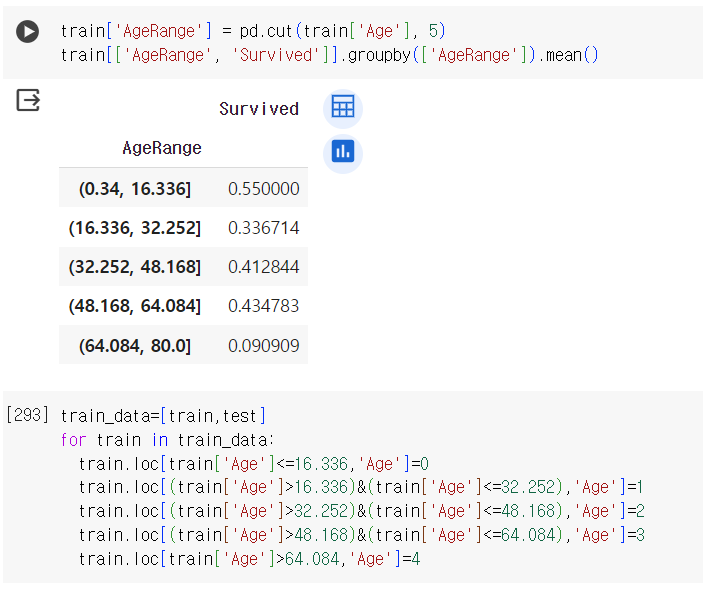 train['AgeRange'] = pd.cut(train['Age'], 5)
train[['AgeRange', 'Survived']].groupby(['AgeRange']).mean()
Survived
AgeRange
(0.34, 16.336] 0.550000
(16.336, 32.252] 0.336714
(32.252, 48.168] 0.412844
(48.168, 64.084] 0.434783
(64.084, 80.0] 0.090909
[293] train_data=[train,test]
for train in train_data:
train.loc[train['Age']<=16.336,'Age']=0
train.loc[(train['Age']>16.336)&(train['Age']<=32.252),'Age']=1
train.loc[(train['Age']>32.252)&(train['Age']<=48.168),'Age']=2
train.loc[(train['Age']>48.168)&(train['Age']<=64.084),'Age']=3
train.loc[train['Age']>64.084,'Age']=4